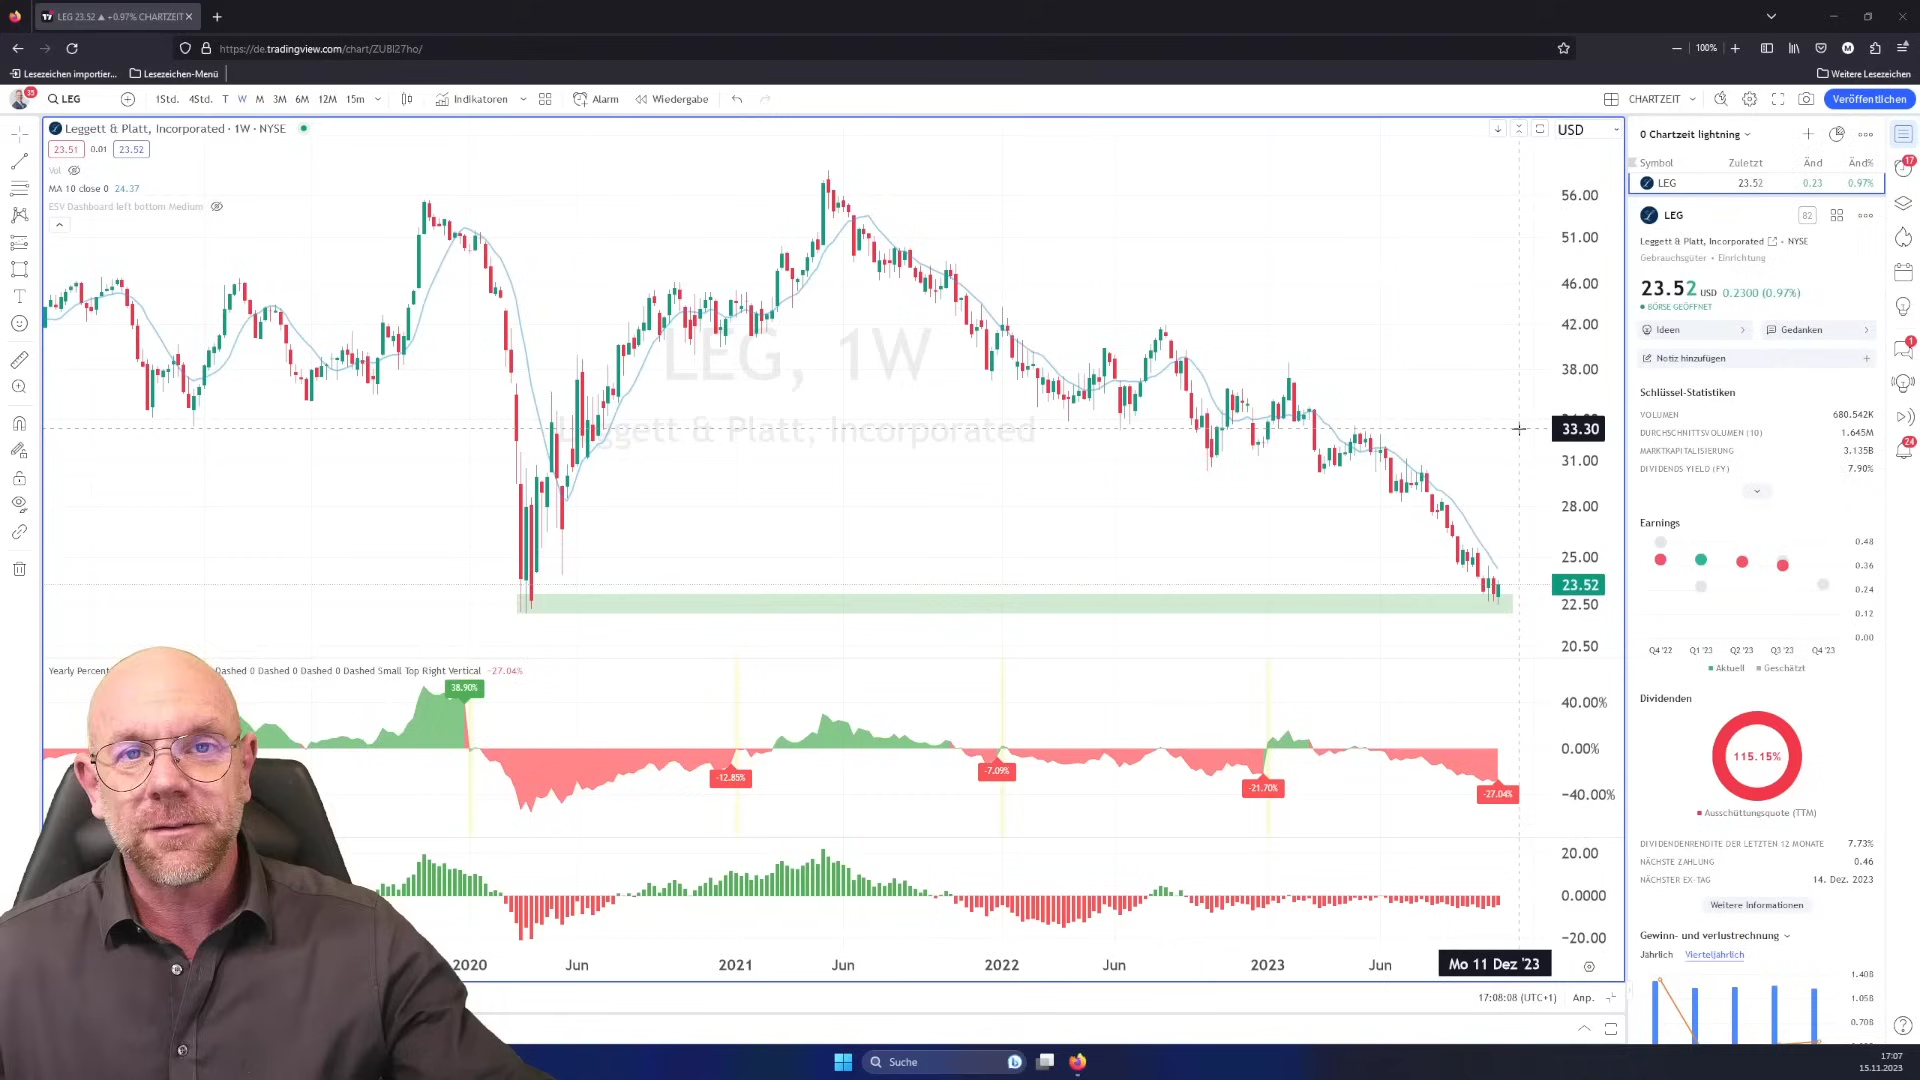 LEG 23.52 ▲ +0.97% CHARTZEIT
https://de.tradingview.com/chart/ZUBI27ho/
100%
Lesezeichen importier...
Lesezeichen-Menü
Weitere Lesezeichen
35
LEG
1Std. 4Std. T W M 3M 6M 12M 15m
Indikatoren
Alarm
Wiedergabe
CHARTZEIT
Veröffentlichen
Leggett & Platt, Incorporated · 1W · NYSE
23.51 0.01 23.52
Vol
MA 10 close 0 24.37
ESV Dashboard left bottom Medium
LEG, 1W
Leggett & Platt, Incorporated
USD
56.00
51.00
46.00
42.00
38.00
33.30
31.00
28.00
25.00
23.52
22.50
20.50
Yearly Percent
Dashed 0 Dashed 0 Dashed 0 Dashed Small Top Right Vertical -27.04%
38.90%
-12.85%
-7.09%
-21.70%
-27.04%
40.00%
0.00%
-40.00%
20.00
0.0000
-20.00
2020 Jun 2021 Jun 2022 Jun 2023 Jun
Mo 11 Dez '23
17:08:08 (UTC+1) Anp.
0 Chartzeit lightning
Symbol Zuletzt Änd Änd%
LEG 23.52 0.23 0.97%
LEG
82
Leggett & Platt, Incorporated • NYSE
Gebrauchsgüter • Einrichtung
23.52 USD 0.2300 (0.97%)
BÖRSE GEÖFFNET
Ideen
Gedanken
Notiz hinzufügen
Schlüssel-Statistiken
VOLUMEN 680.542K
DURCHSCHNITTSVOLUMEN (10) 1.645M
MARKTKAPITALISIERUNG 3.135B
DIVIDENDS YIELD (FY) 7.90%
Earnings
0.48
0.36
0.24
0.12
0.00
Q4 '22 Q1 '23 Q2 '23 Q3 '23 Q4 '23
Aktuell Geschätzt
Dividenden
115.15%
Ausschüttungsquote (TTM)
DIVIDENDENRENDITE DER LETZTEN 12 MONATE 7.73%
NÄCHSTE ZAHLUNG 0.46
NÄCHSTER EX-TAG 14. Dez. 2023
Weitere Informationen
Gewinn- und verlustrechnung
Jährlich Vierteljährlich
1.40B
1.05B
0.70B
17
1
24
Suche
17:07
15.11.2023